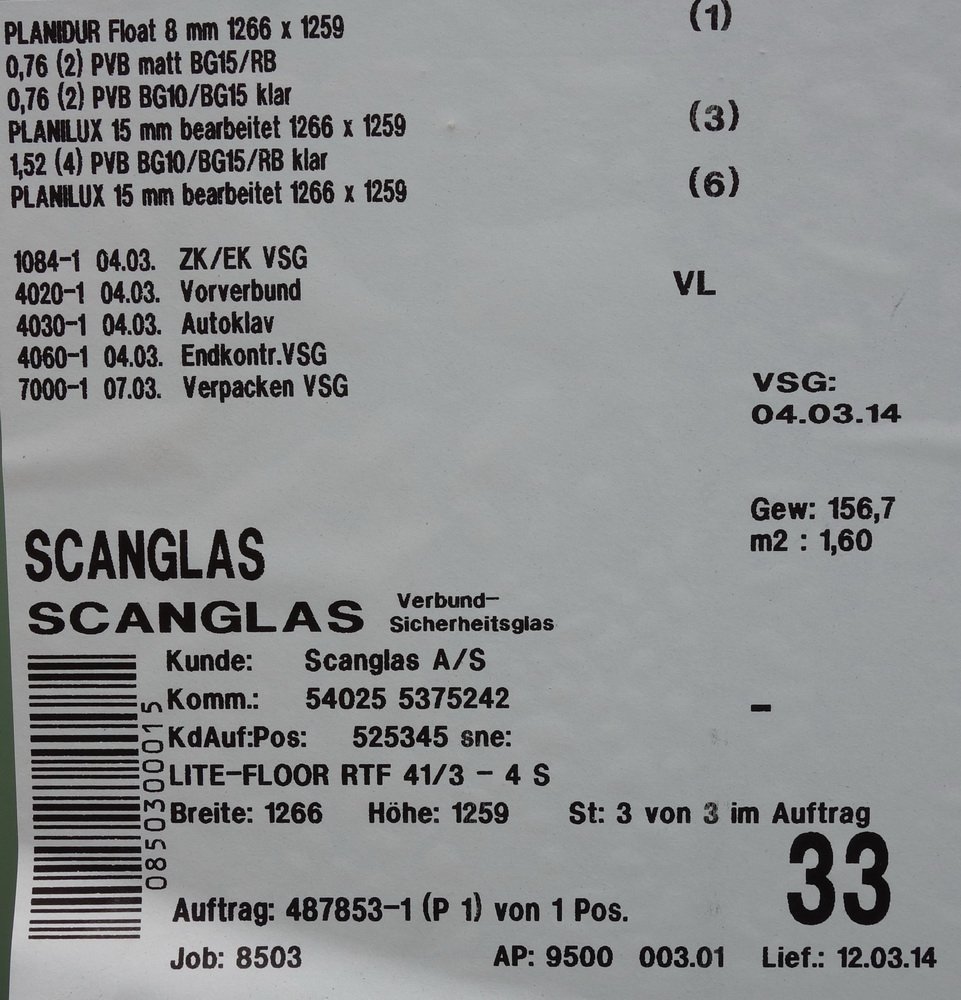 PLANIDUR Float 8 mm 1266 x 1259 (1)
0,76 (2) PVB matt BG15/RB
0,76 (2) PVB BG10/BG15 klar
PLANILUX 15 mm bearbeitet 1266 x 1259 (3)
1,52 (4) PVB BG10/BG15/RB klar
PLANILUX 15 mm bearbeitet 1266 x 1259 (6)
1084-1 04.03. ZK/EK VSG
4020-1 04.03. Vorverbund VL
4030-1 04.03. Autoklav
4060-1 04.03. Endkontr.VSG
7000-1 07.03. Verpacken VSG
VSG:
04.03.14
Gew: 156,7
m2 : 1,60
SCANGLAS
SCANGLAS Verbund-
Sicherheitsglas
Kunde: Scanglas A/S
Komm.: 54025 5375242
-
KdAuf:Pos: 525345 sne:
LITE-FLOOR RTF 41/3 - 4 S
Breite: 1266 Höhe: 1259 St: 3 von 3 im Auftrag
0850300015
33
Auftrag: 487853-1 (P 1) von 1 Pos.
Job: 8503 AP: 9500 003.01 Lief.: 12.03.14